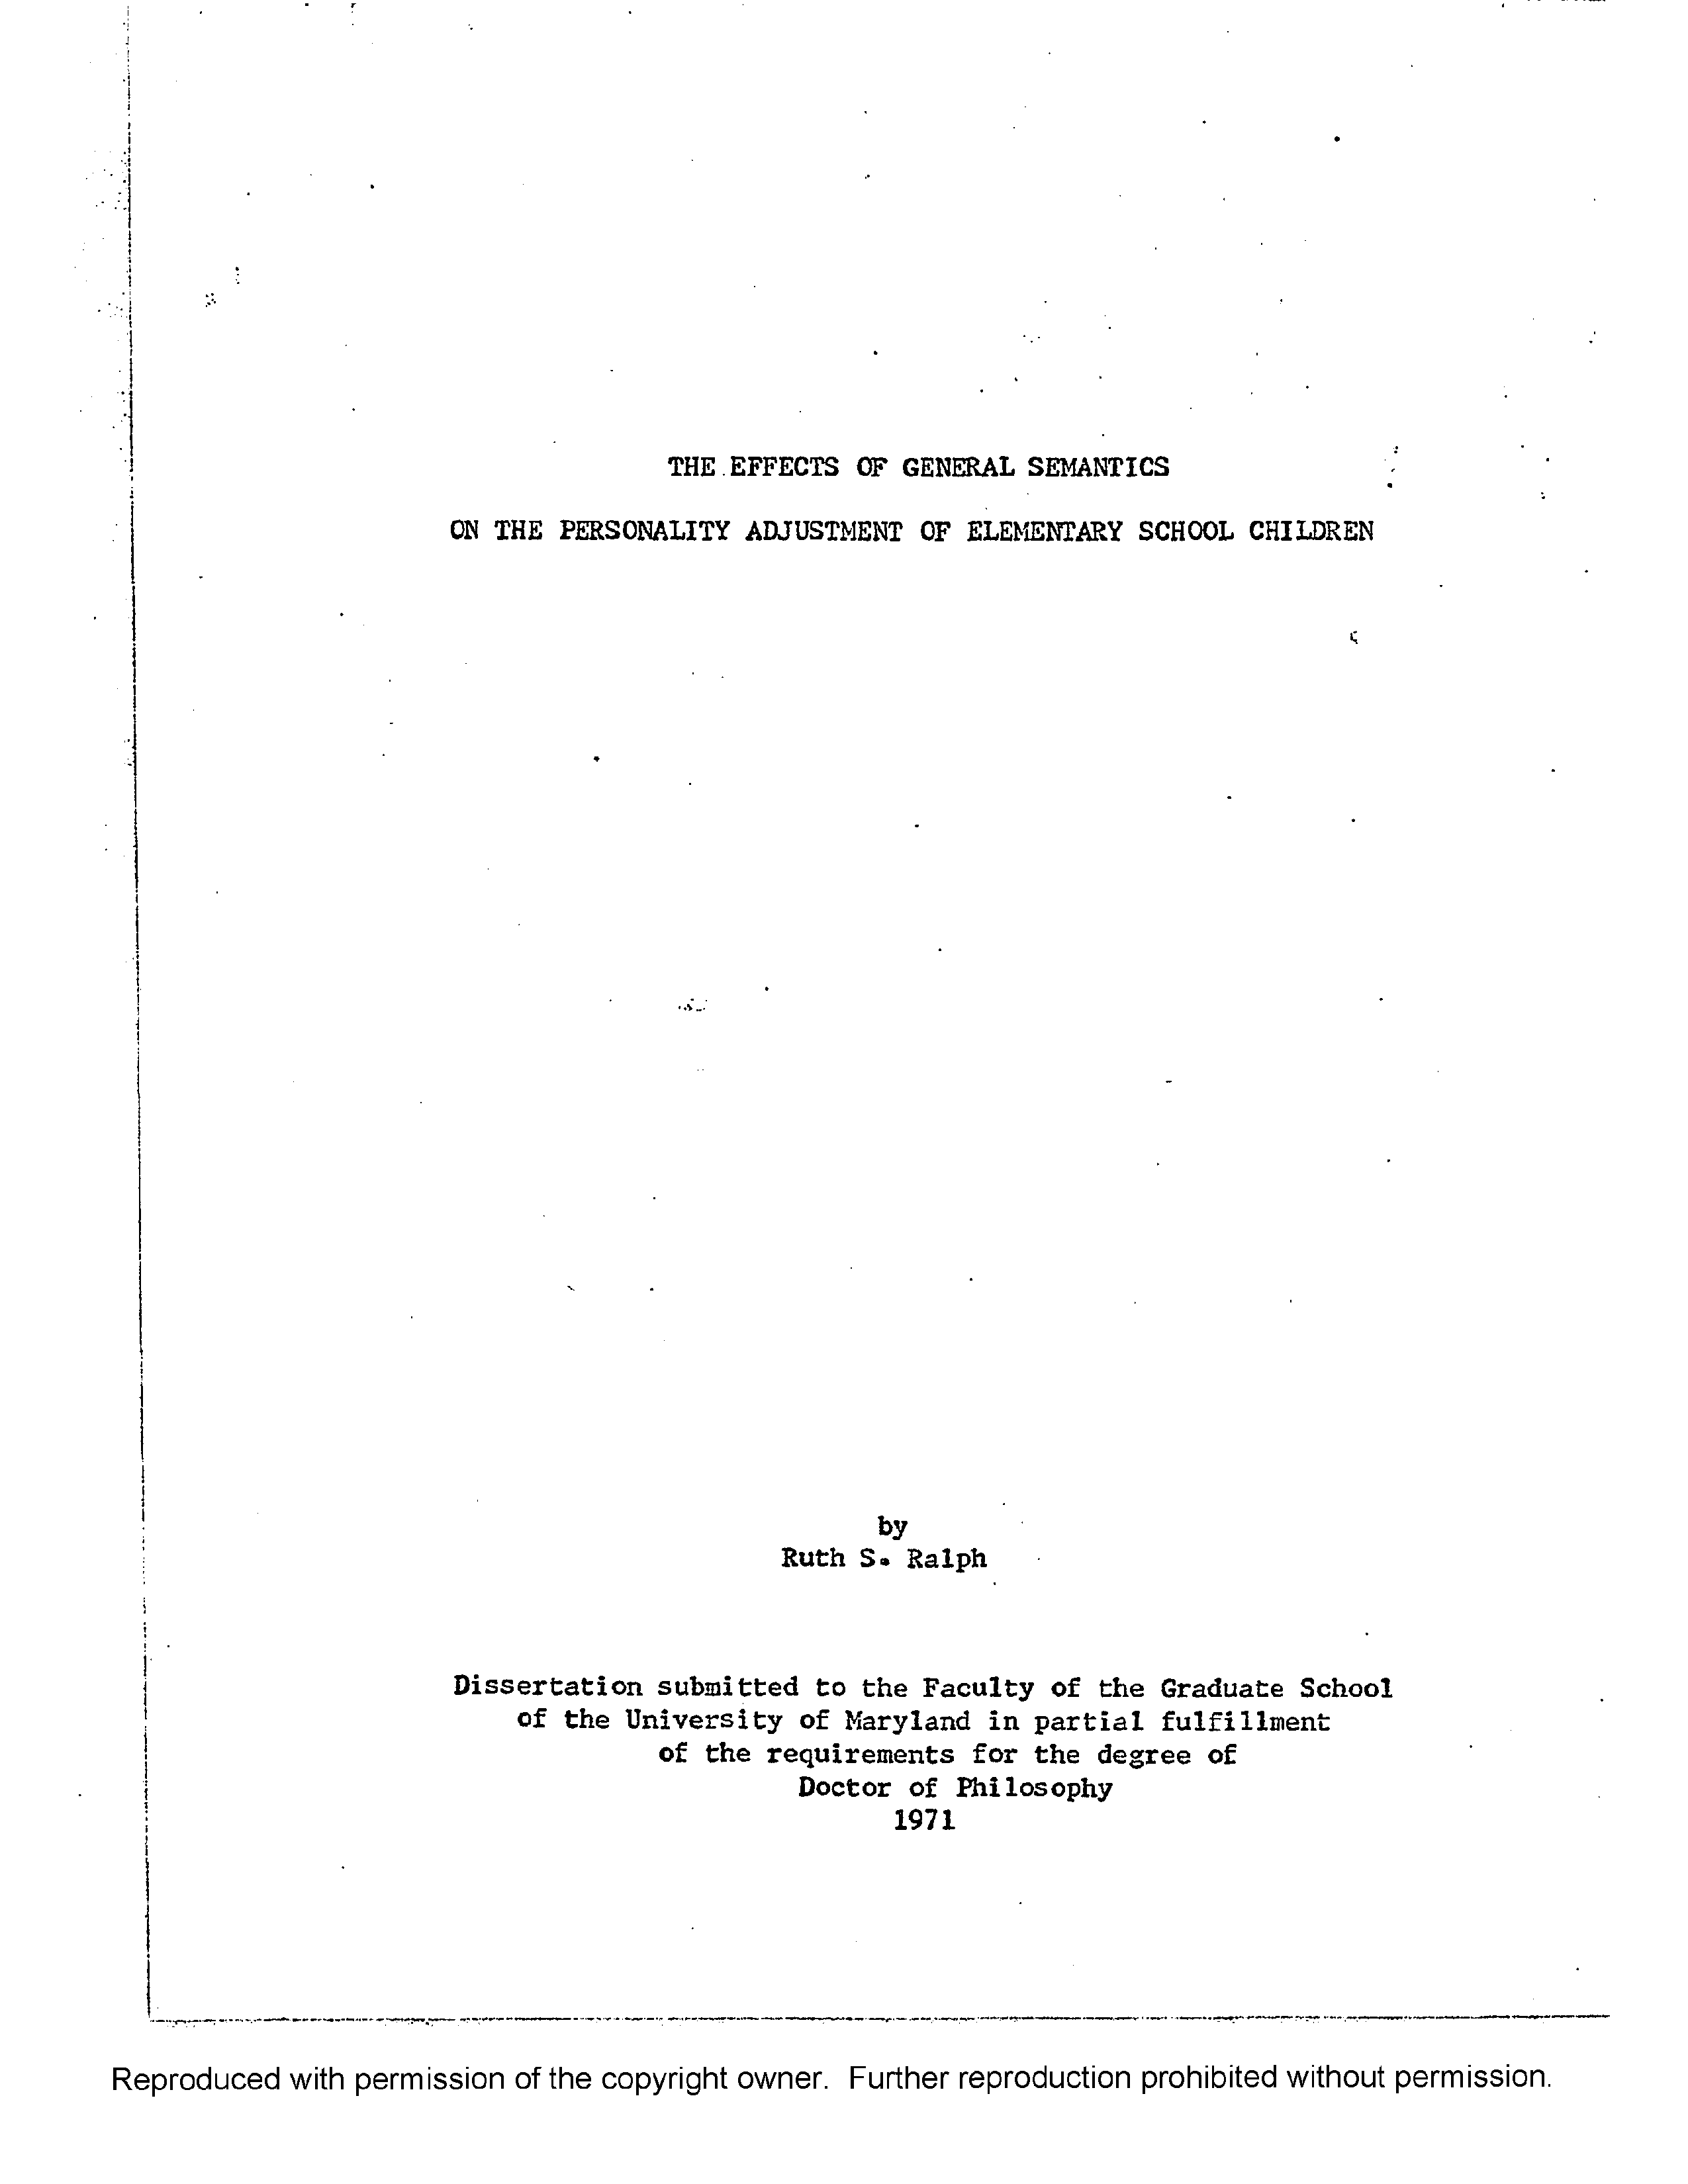 THE EFFECTS OF GENERAL SEMANTICS
ON THE PERSONALITY ADJUSTMENT OF ELEMENTARY SCHOOL CHILDREN
by
Ruth S. Ralph
Dissertation submitted to the Faculty of the Graduate School
of the University of Maryland in partial fulfillment
of the requirements for the degree of
Doctor of Philosophy
1971
Reproduced with permission of the copyright owner. Further reproduction prohibited without permission.